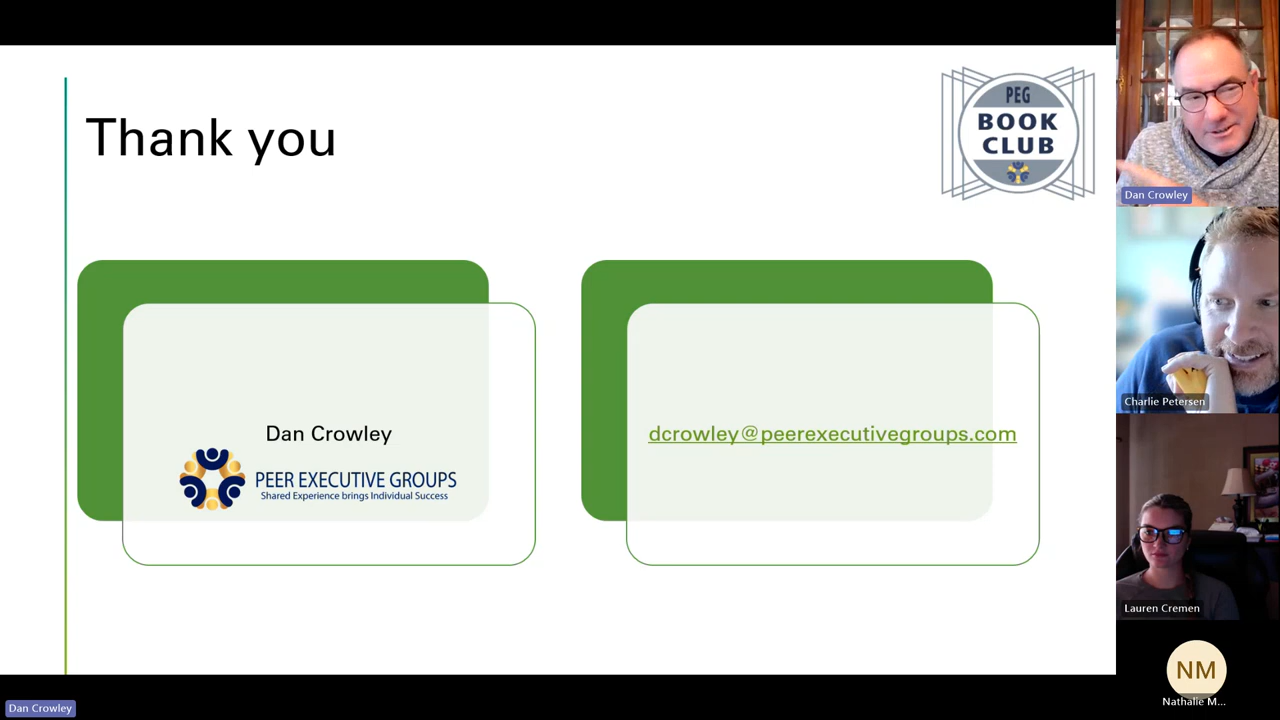 Thank you
PEG
BOOK
CLUB
Dan Crowley
PEER EXECUTIVE GROUPS
Shared Experience brings Individual Success
dcrowley@peerexecutivegroups.com
Dan Crowley
Charlie Petersen
Lauren Cremen
NM
Nathalie M...
Dan Crowley